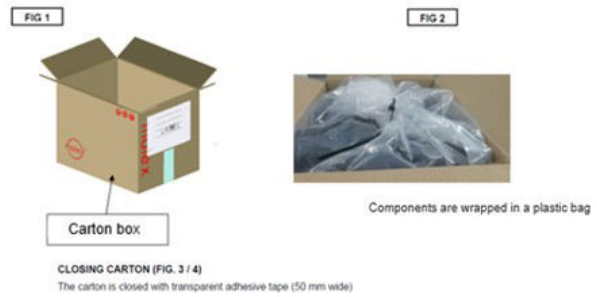 FIG 1
FIG 2
Carton box
Components are wrapped in a plastic bag
CLOSING CARTON (FIG. 3 / 4)
The carton is closed with transparent adhesive tape (50 mm wide)